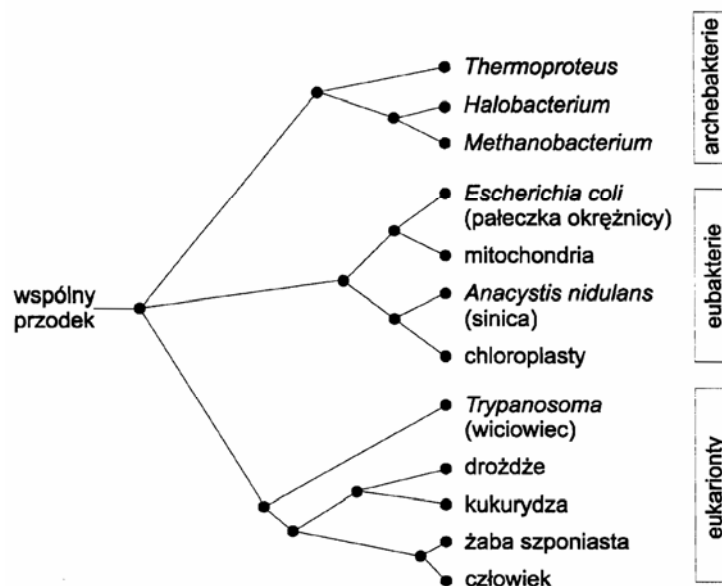 Thermoproteus
Halobacterium
Methanobacterium
archebakterie
Escherichia coli
(pałeczka okrężnicy)
mitochondria
Anacystis nidulans
(sinica)
chloroplasty
eubakterie
wspólny
przodek
Trypanosoma
(wiciowiec)
drożdże
kukurydza
żaba szponiasta
człowiek
eukarionty